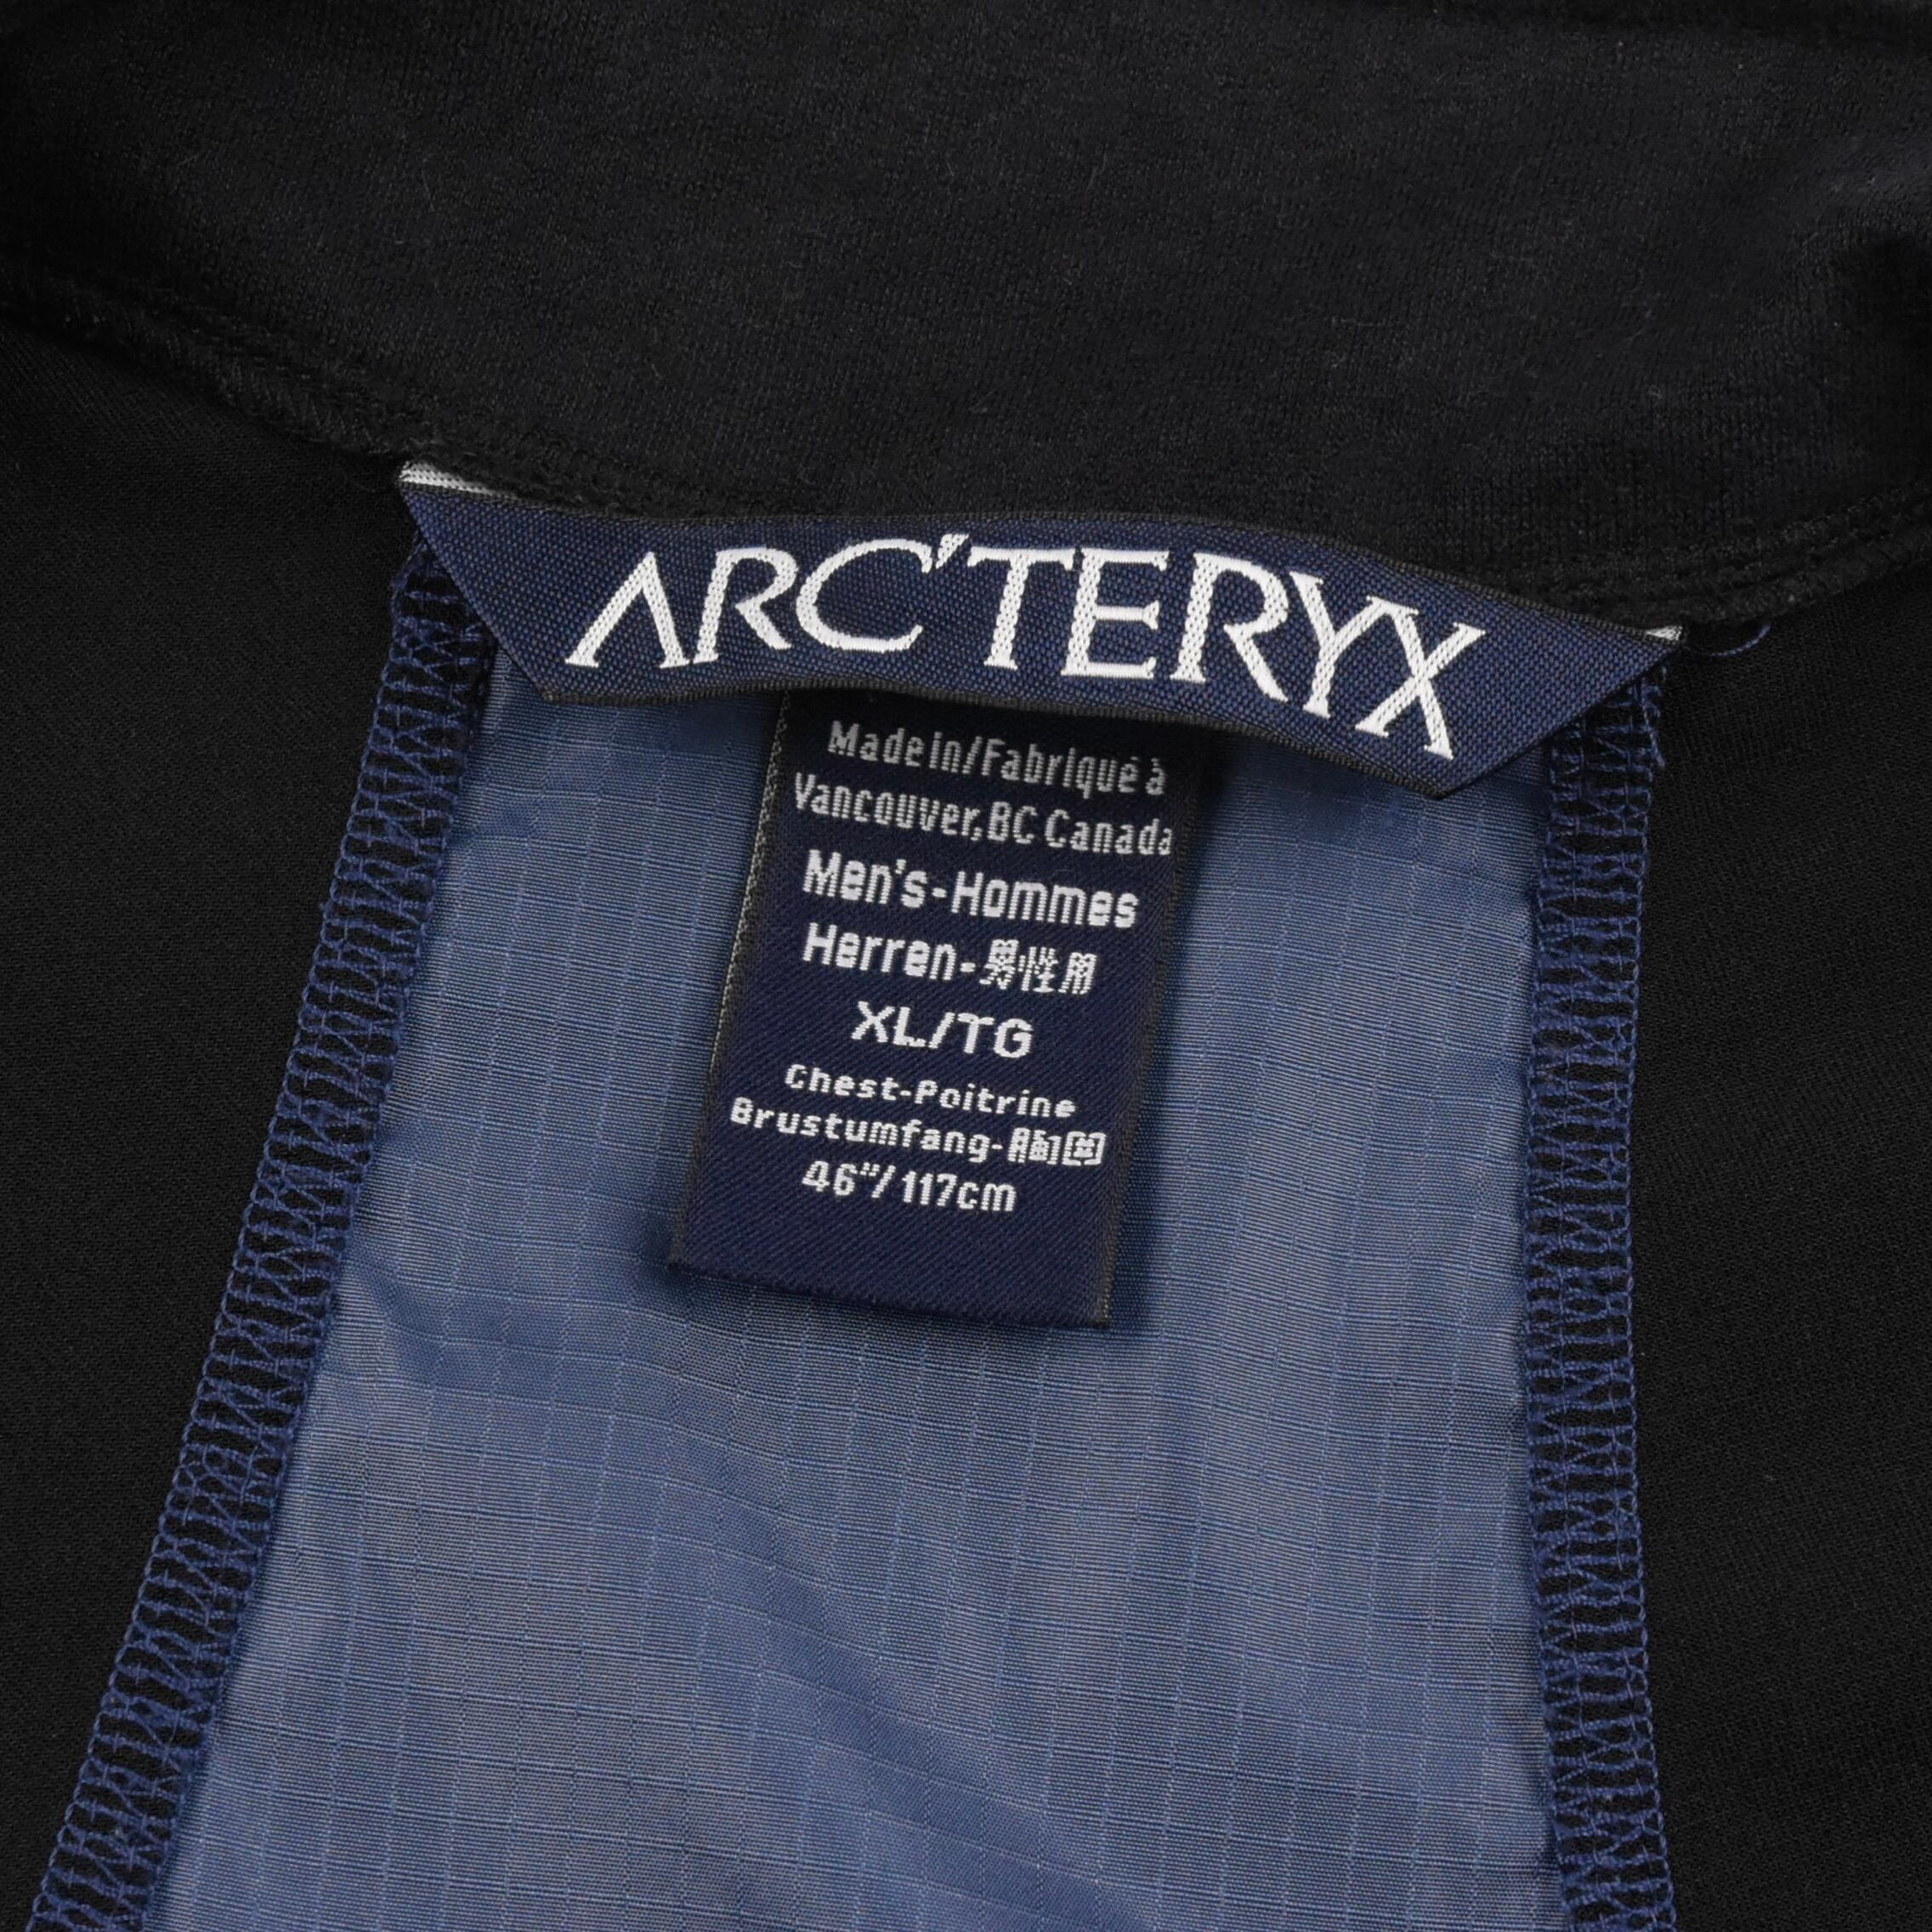 ARC'TERYX
Made in/Fabriqué à
Vancouver, BC Canada
Men's-Hommes
Herren-男性用
XL/TG
Chest-Poitrine
Brustumfang-胸囲
46"/117cm